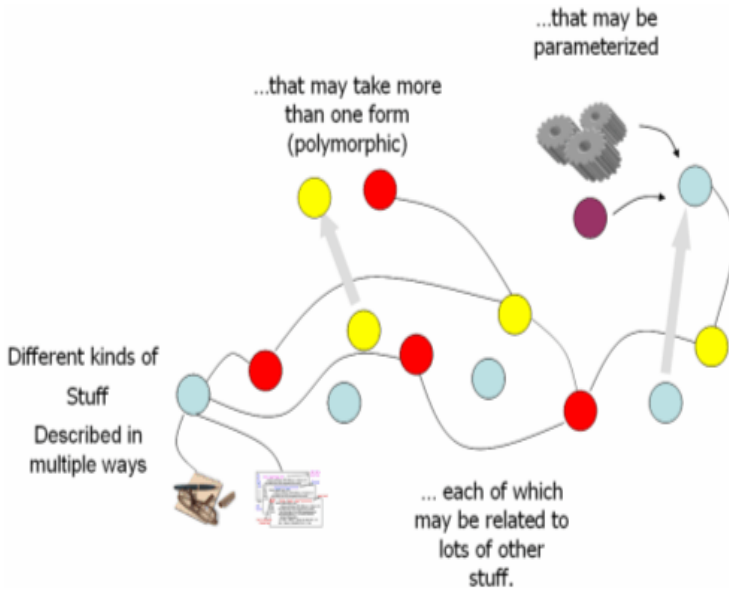 ...that may be
parameterized
...that may take more
than one form
(polymorphic)
Different kinds of
Stuff
Described in
multiple ways
... each of which
may be related to
lots of other
stuff.